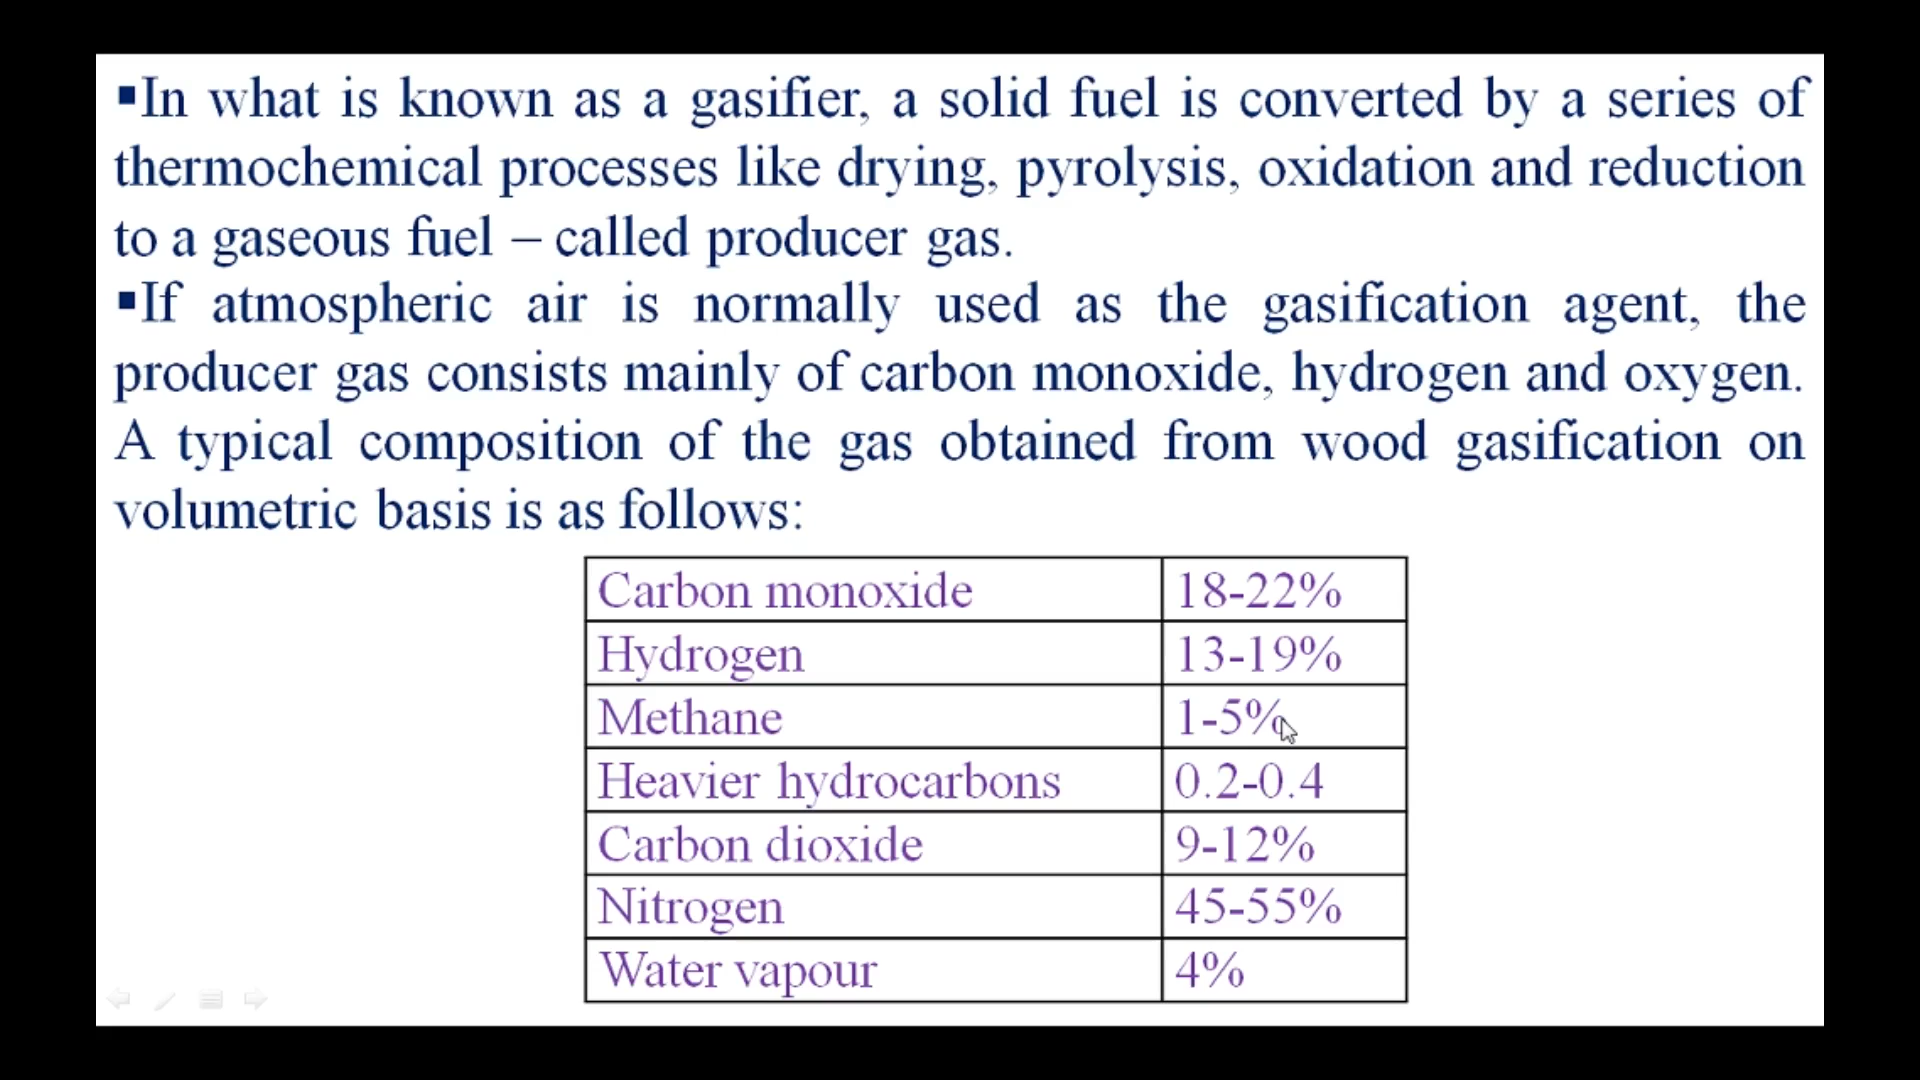 ▪In what is known as a gasifier, a solid fuel is converted by a series of
thermochemical processes like drying, pyrolysis, oxidation and reduction
to a gaseous fuel – called producer gas.
▪If atmospheric air is normally used as the gasification agent, the
producer gas consists mainly of carbon monoxide, hydrogen and oxygen.
A typical composition of the gas obtained from wood gasification on
volumetric basis is as follows:
Carbon monoxide 18-22%
Hydrogen 13-19%
Methane 1-5%
Heavier hydrocarbons 0.2-0.4
Carbon dioxide 9-12%
Nitrogen 45-55%
Water vapour 4%